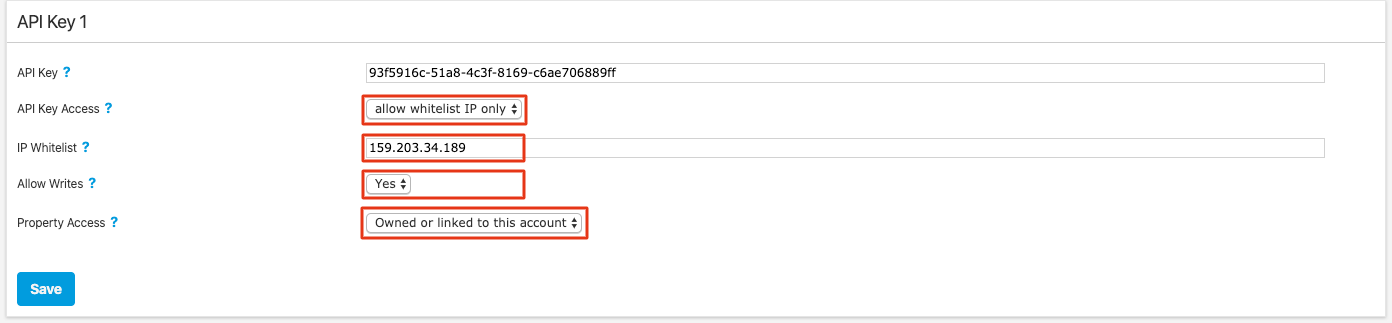 API Key 1
API Key ? 93f5916c-51a8-4c3f-8169-c6ae706889ff
API Key Access ? allow whitelist IP only
IP Whitelist ? 159.203.34.189
Allow Writes ? Yes
Property Access ? Owned or linked to this account
Save